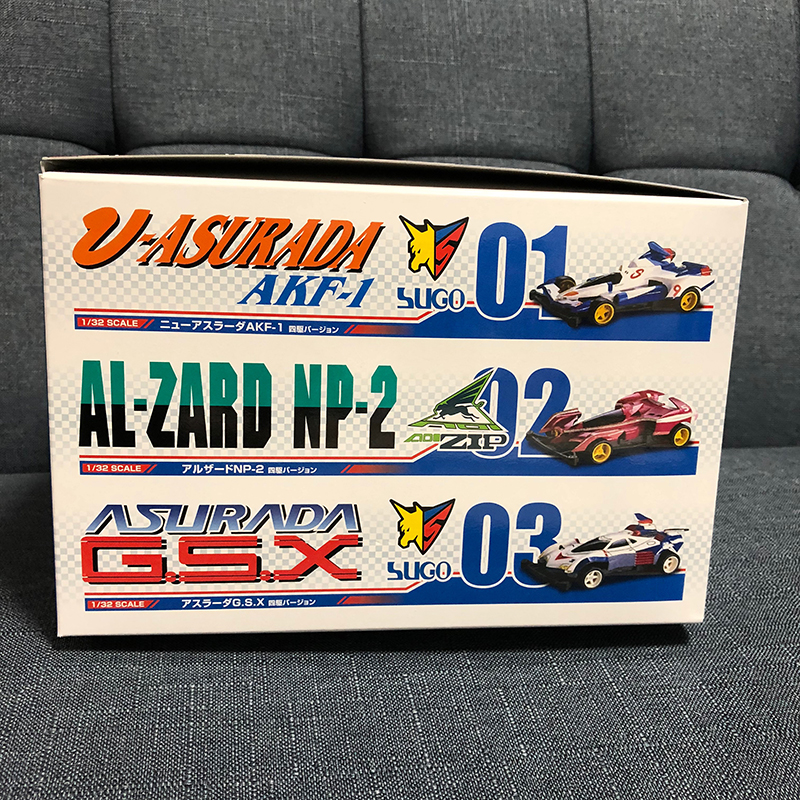 ν-ASURADA
AKF-1
SUGO
01
1/32 SCALE ニューアスラーダAKF-1 四駆バージョン
AL-ZARD NP-2
AOI ZIP
02
1/32 SCALE アルザードNP-2 四駆バージョン
ASURADA
G.S.X
SUGO
03
1/32 SCALE アスラーダG.S.X 四駆バージョン